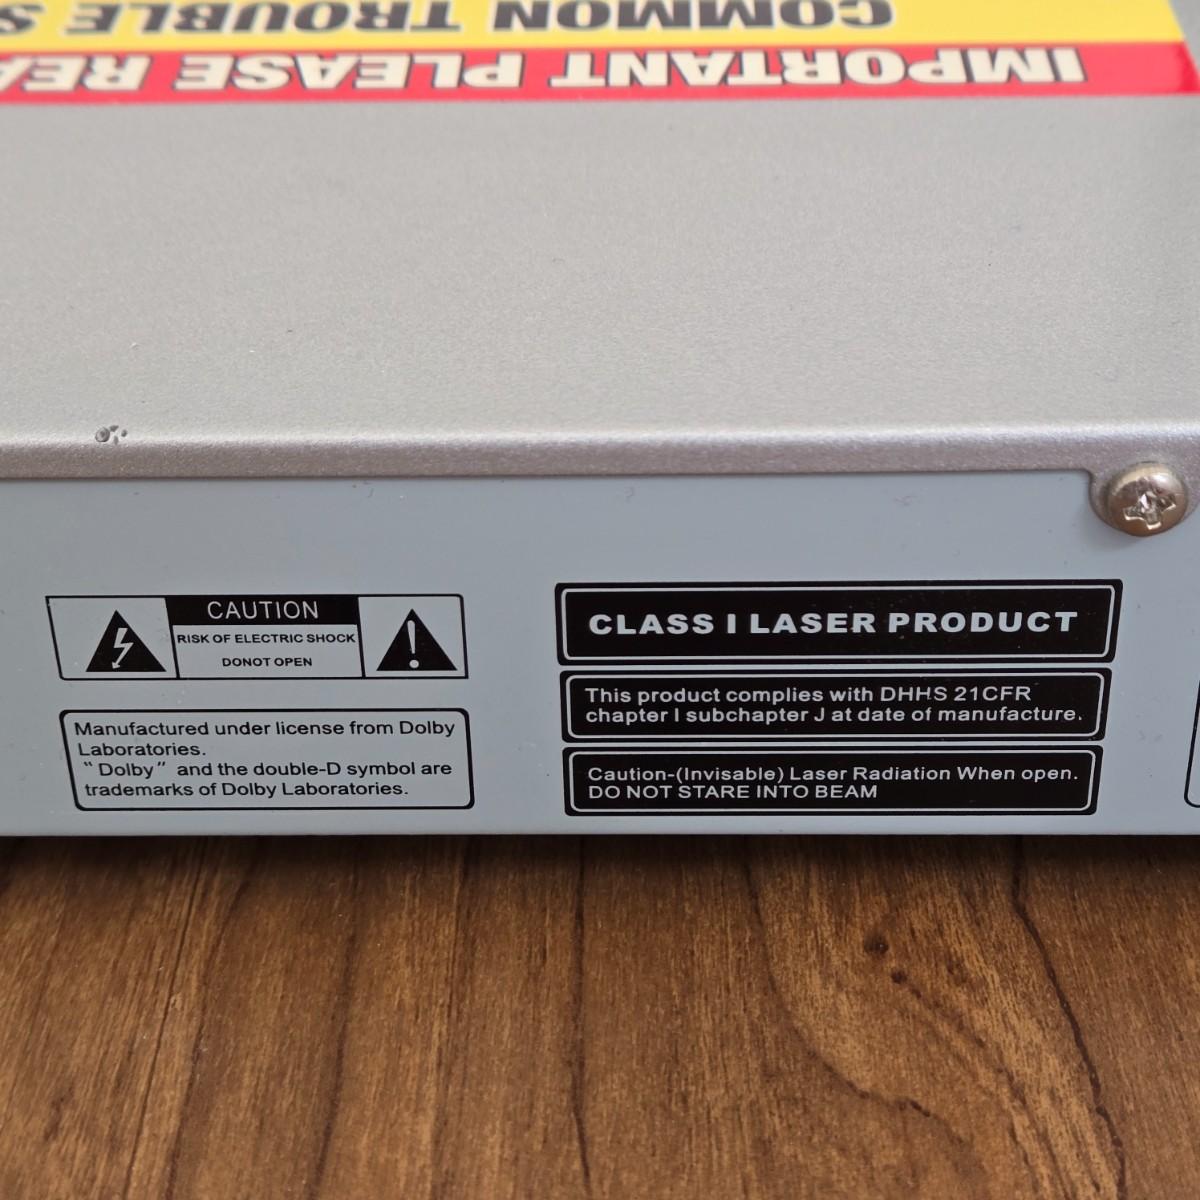 IMPORTANT PLEASE
COMMON TROUBLE
CAUTION
RISK OF ELECTRIC SHOCK
DONOT OPEN
Manufactured under license from Dolby
Laboratories.
"Dolby" and the double-D symbol are
trademarks of Dolby Laboratories.
CLASS I LASER PRODUCT
This product complies with DHHS 21CFR
chapter I subchapter J at date of manufacture.
Caution-(Invisable) Laser Radiation When open.
DO NOT STARE INTO BEAM